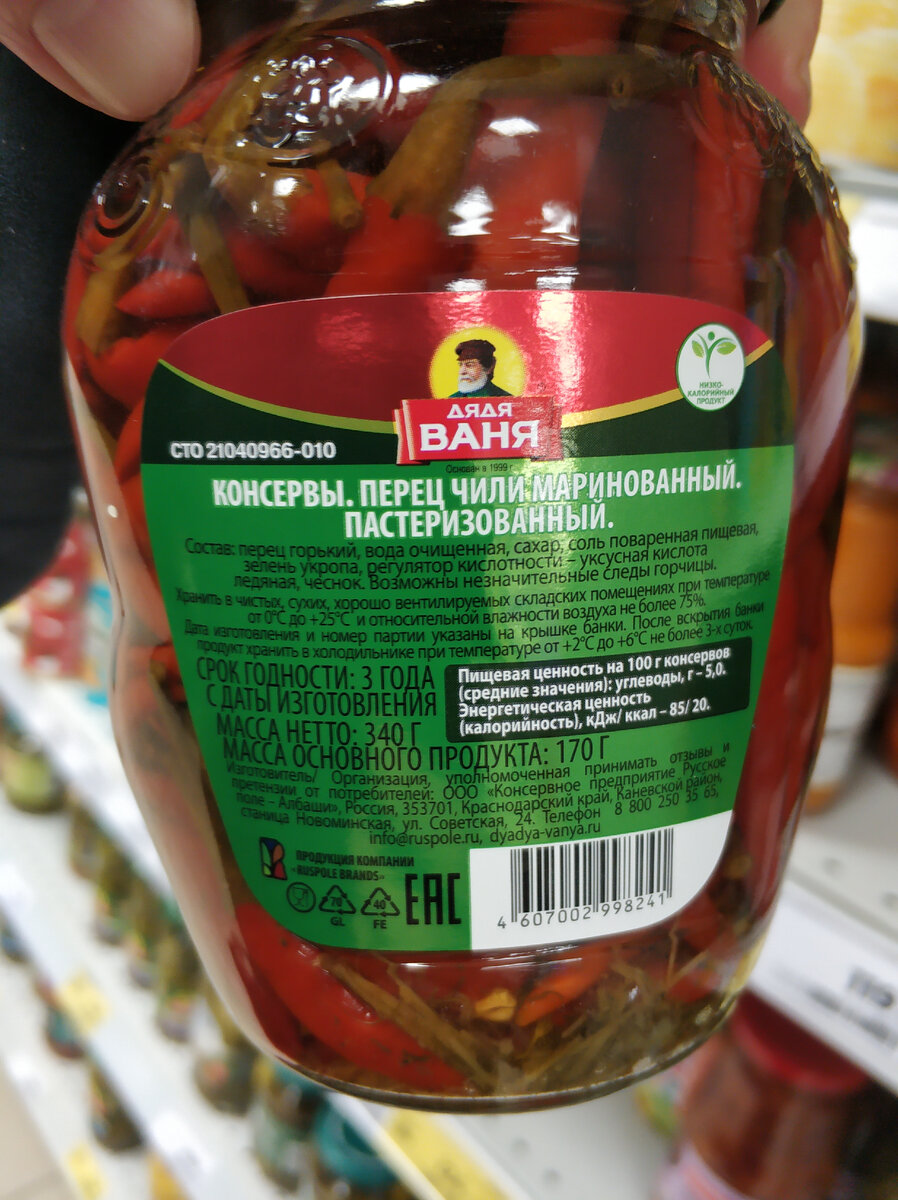 НИЗКО-
КАЛОРИЙНЫЙ
ПРОДУКТ
ДЯДЯ
ВАНЯ
Основан в 1999 г.
СТО 21040966-010
КОНСЕРВЫ. ПЕРЕЦ ЧИЛИ МАРИНОВАННЫЙ.
ПАСТЕРИЗОВАННЫЙ.
Состав: перец горький, вода очищенная, сахар, соль поваренная пищевая,
зелень укропа, регулятор кислотности – уксусная кислота
ледяная, чеснок. Возможны незначительные следы горчицы.
Хранить в чистых, сухих, хорошо вентилируемых складских помещениях при температуре
от 0°С до +25°С и относительной влажности воздуха не более 75%.
Дата изготовления и номер партии указаны на крышке банки. После вскрытия банки
продукт хранить в холодильнике при температуре от +2°С до +6°С не более 3-х суток.
СРОК ГОДНОСТИ: 3 ГОДА
С ДАТЫ ИЗГОТОВЛЕНИЯ
МАССА НЕТТО: 340 Г
МАССА ОСНОВНОГО ПРОДУКТА: 170 Г
Пищевая ценность на 100 г консервов
(средние значения): углеводы, г – 5,0.
Энергетическая ценность
(калорийность), кДж/ ккал – 85/ 20.
Изготовитель/ Организация, уполномоченная принимать отзывы и
претензии от потребителей: ООО «Консервное предприятие Русское
поле – Албаши», Россия, 353701, Краснодарский край, Каневской район,
станица Новоминская, ул. Советская, 24. Телефон 8 800 250 35 65,
info@ruspole.ru, dyadya-vanya.ru
ПРОДУКЦИЯ КОМПАНИИ
«RUSPOLE BRANDS»
70
GL
40
FE
EAC
4 607002 998241